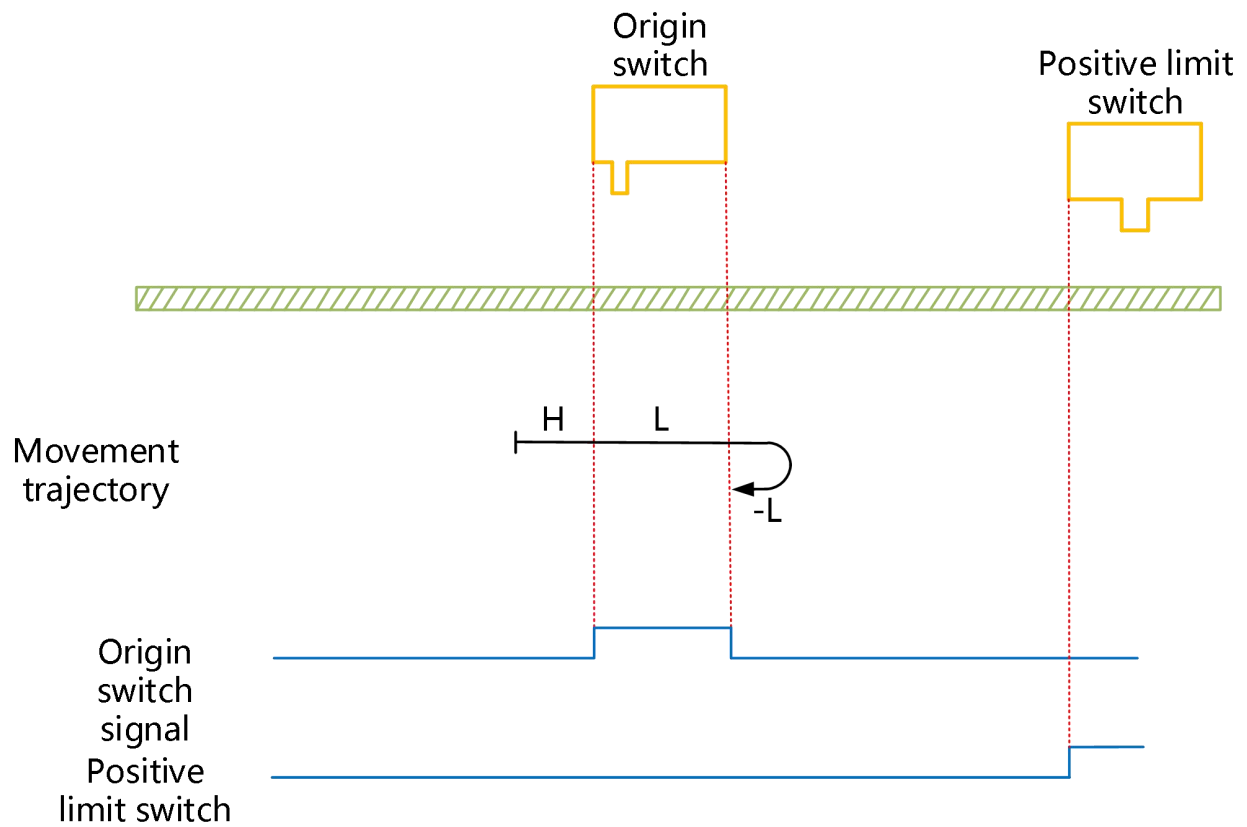 Origin
switch
Positive limit
switch
H
L
Movement
trajectory
-L
Origin
switch
signal
Positive
limit switch